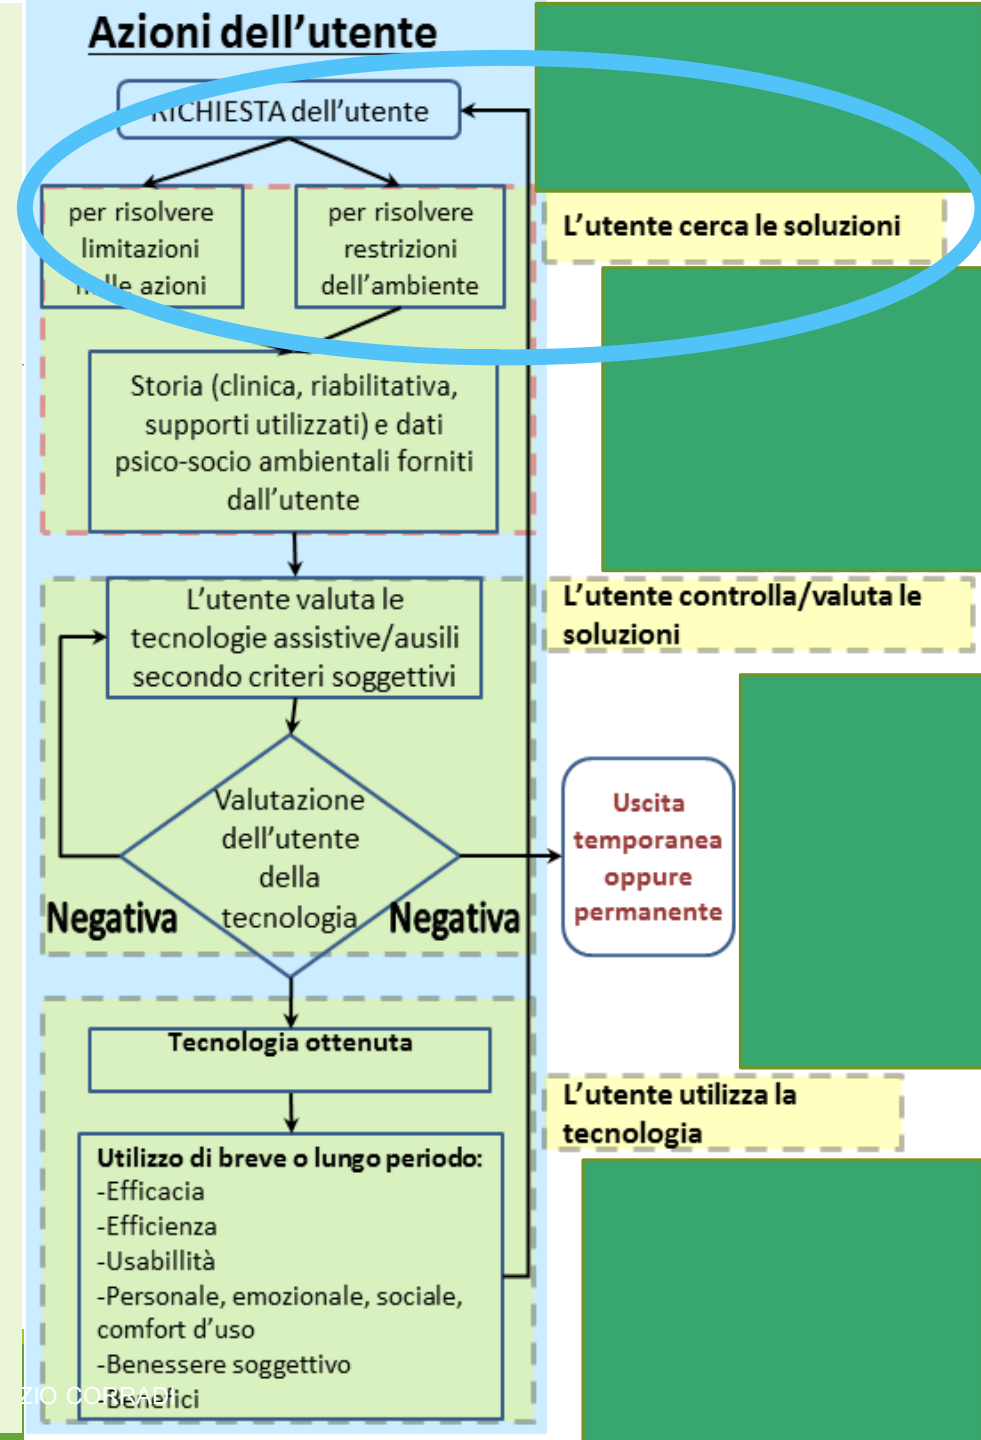 Azioni dell'utente
RICHIESTA dell'utente
per risolvere
limitazioni
nelle azioni
per risolvere
restrizioni
dell'ambiente
L'utente cerca le soluzioni
Storia (clinica, riabilitativa,
supporti utilizzati) e dati
psico-socio ambientali forniti
dall'utente
L'utente valuta le
tecnologie assistive/ausili
secondo criteri soggettivi
L'utente controlla/valuta le
soluzioni
Valutazione
dell'utente
della
tecnologia
Negativa
Negativa
Uscita
temporanea
oppure
permanente
Tecnologia ottenuta
L'utente utilizza la
tecnologia
Utilizzo di breve o lungo periodo:
-Efficacia
-Efficienza
-Usabillità
-Personale, emozionale, sociale,
comfort d'uso
-Benessere soggettivo
-Benefici